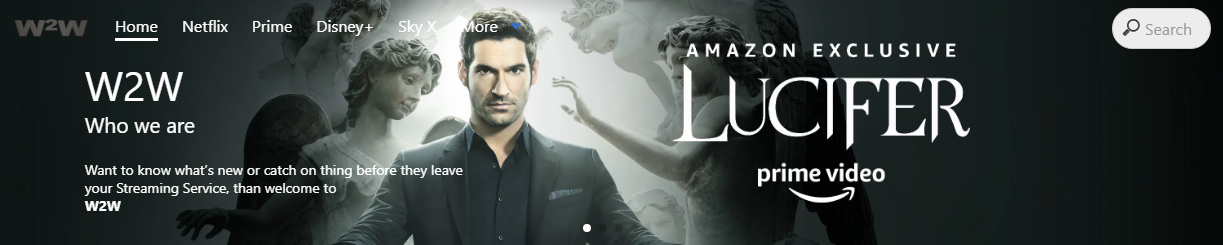 W2W Home Netflix Prime Disney+ Sky X More Search
AMAZON EXCLUSIVE
LUCIFER
prime video
W2W
Who we are
Want to know what's new or catch on thing before they leave
your Streaming Service, than welcome to
W2W